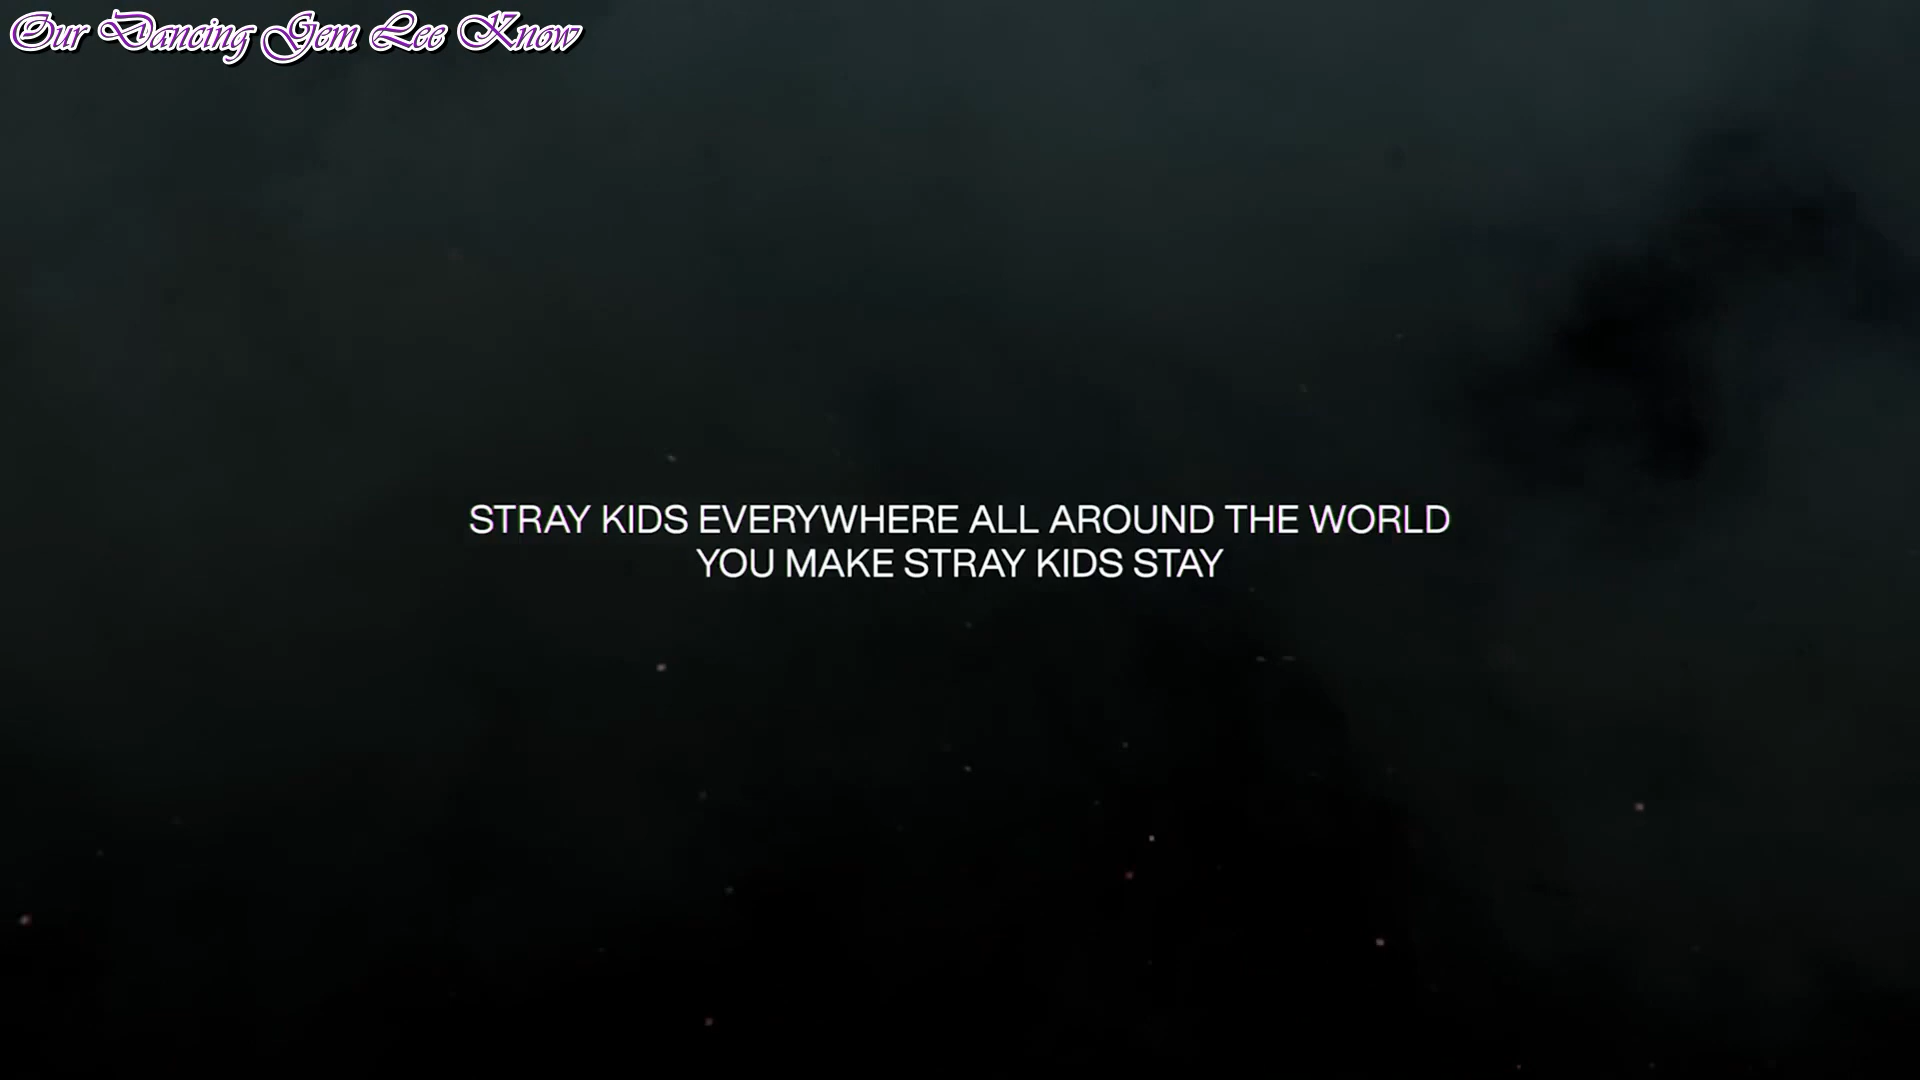 Our Dancing Gem Lee Know
STRAY KIDS EVERYWHERE ALL AROUND THE WORLD
YOU MAKE STRAY KIDS STAY